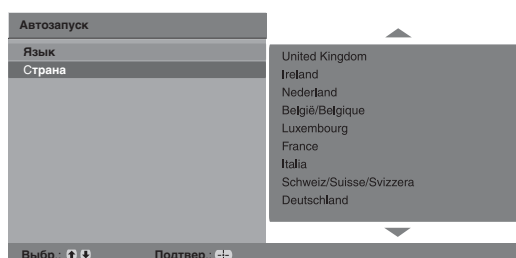 Автозапуск
Язык
Страна
United Kingdom
Ireland
Nederland
België/Belgique
Luxembourg
France
Italia
Schweiz/Suisse/Svizzera
Deutschland
Выбр.: Подтвер.: